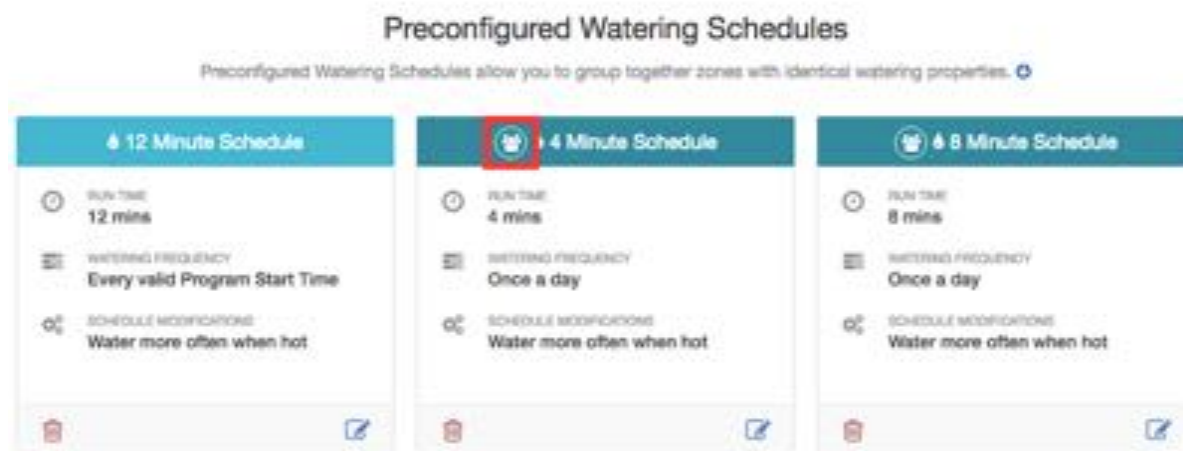 Preconfigured Watering Schedules
Preconfigured Watering Schedules allow you to group together zones with identical watering properties.
12 Minute Schedule
RUN TIME
12 mins
WATERING FREQUENCY
Every valid Program Start Time
SCHEDULE MODIFICATIONS
Water more often when hot
4 Minute Schedule
RUN TIME
4 mins
WATERING FREQUENCY
Once a day
SCHEDULE MODIFICATIONS
Water more often when hot
8 Minute Schedule
RUN TIME
8 mins
WATERING FREQUENCY
Once a day
SCHEDULE MODIFICATIONS
Water more often when hot